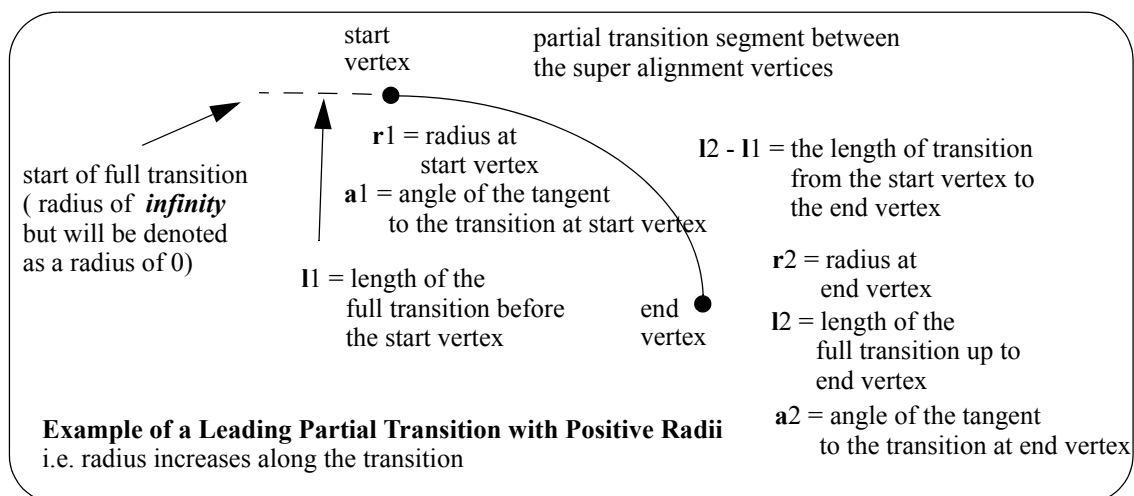 start
vertex
partial transition segment between
the super alignment vertices
r1 = radius at
start vertex
a1 = angle of the tangent
to the transition at start vertex
l2 - l1 = the length of transition
from the start vertex to
the end vertex
start of full transition
( radius of infinity
but will be denoted
as a radius of 0)
l1 = length of the
full transition before
the start vertex
end
vertex
r2 = radius at
end vertex
l2 = length of the
full transition up to
end vertex
a2 = angle of the tangent
to the transition at end vertex
Example of a Leading Partial Transition with Positive Radii
i.e. radius increases along the transition